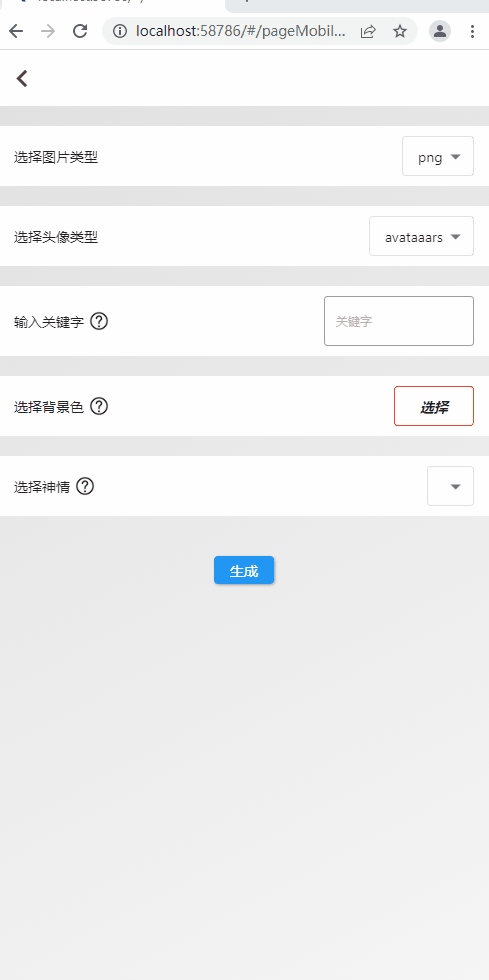 localhost:58786/#/pageMobil...
选择图片类型
png
选择头像类型
avataaars
输入关键字
关键字
选择背景色
选择
选择神情
生成